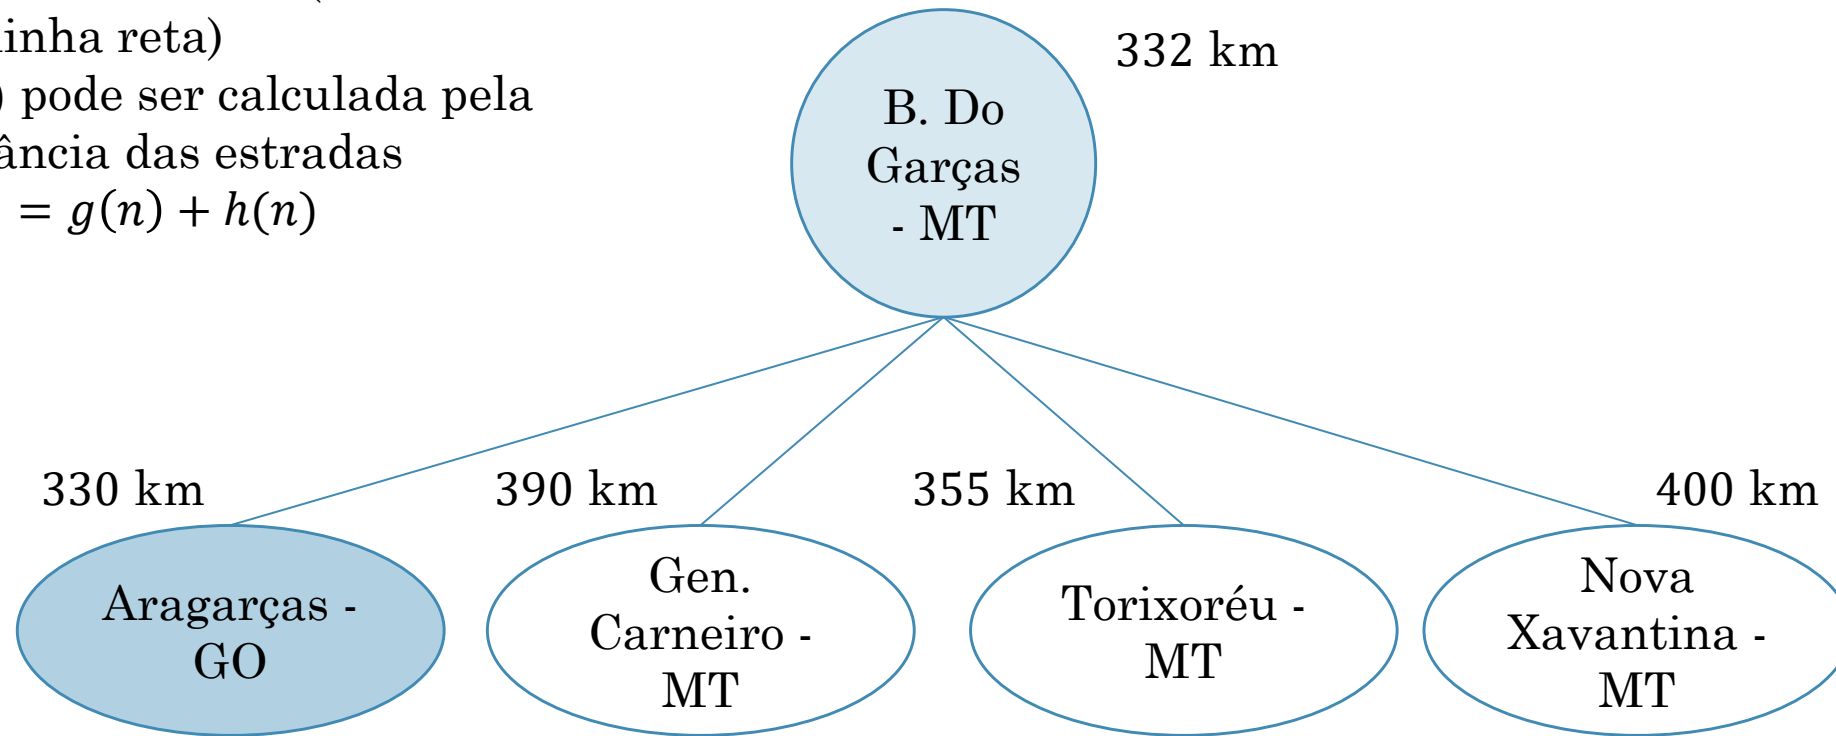 inha reta)
332 km
) pode ser calculada pela
ância das estradas
= g(n) + h(n)
B. Do
Garças
- MT
330 km
390 km
355 km
400 km
Aragarças -
GO
Gen.
Carneiro -
MT
Torixoréu -
MT
Nova
Xavantina -
MT